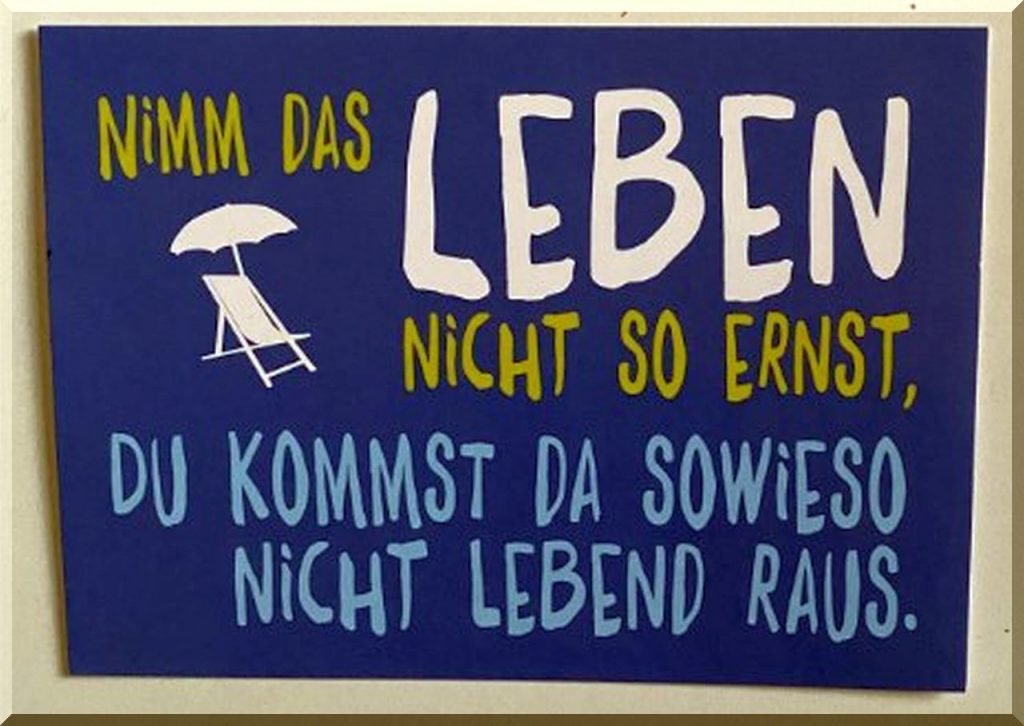 NiMM DAS LEBEN
NiCHT SO ERNST,
DU KOMMST DA SOWiESO
NiCHT LEBEND RAUS.